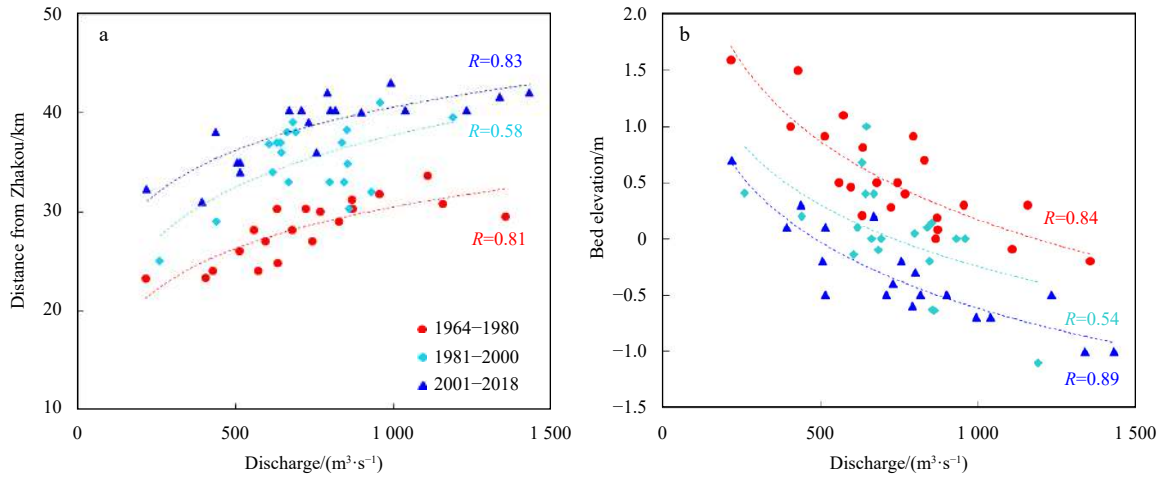 a
Distance from Zhakou/km
50
40
30
20
10
R=0.83
R=0.58
R=0.81
1964−1980
1981−2000
2001−2018
0
500
1 000
1 500
Discharge/(m³·s⁻¹)
b
Bed elevation/m
2.0
1.5
1.0
0.5
0
−0.5
−1.0
−1.5
R=0.84
R=0.54
R=0.89
0
500
1 000
1 500
Discharge/(m³·s⁻¹)